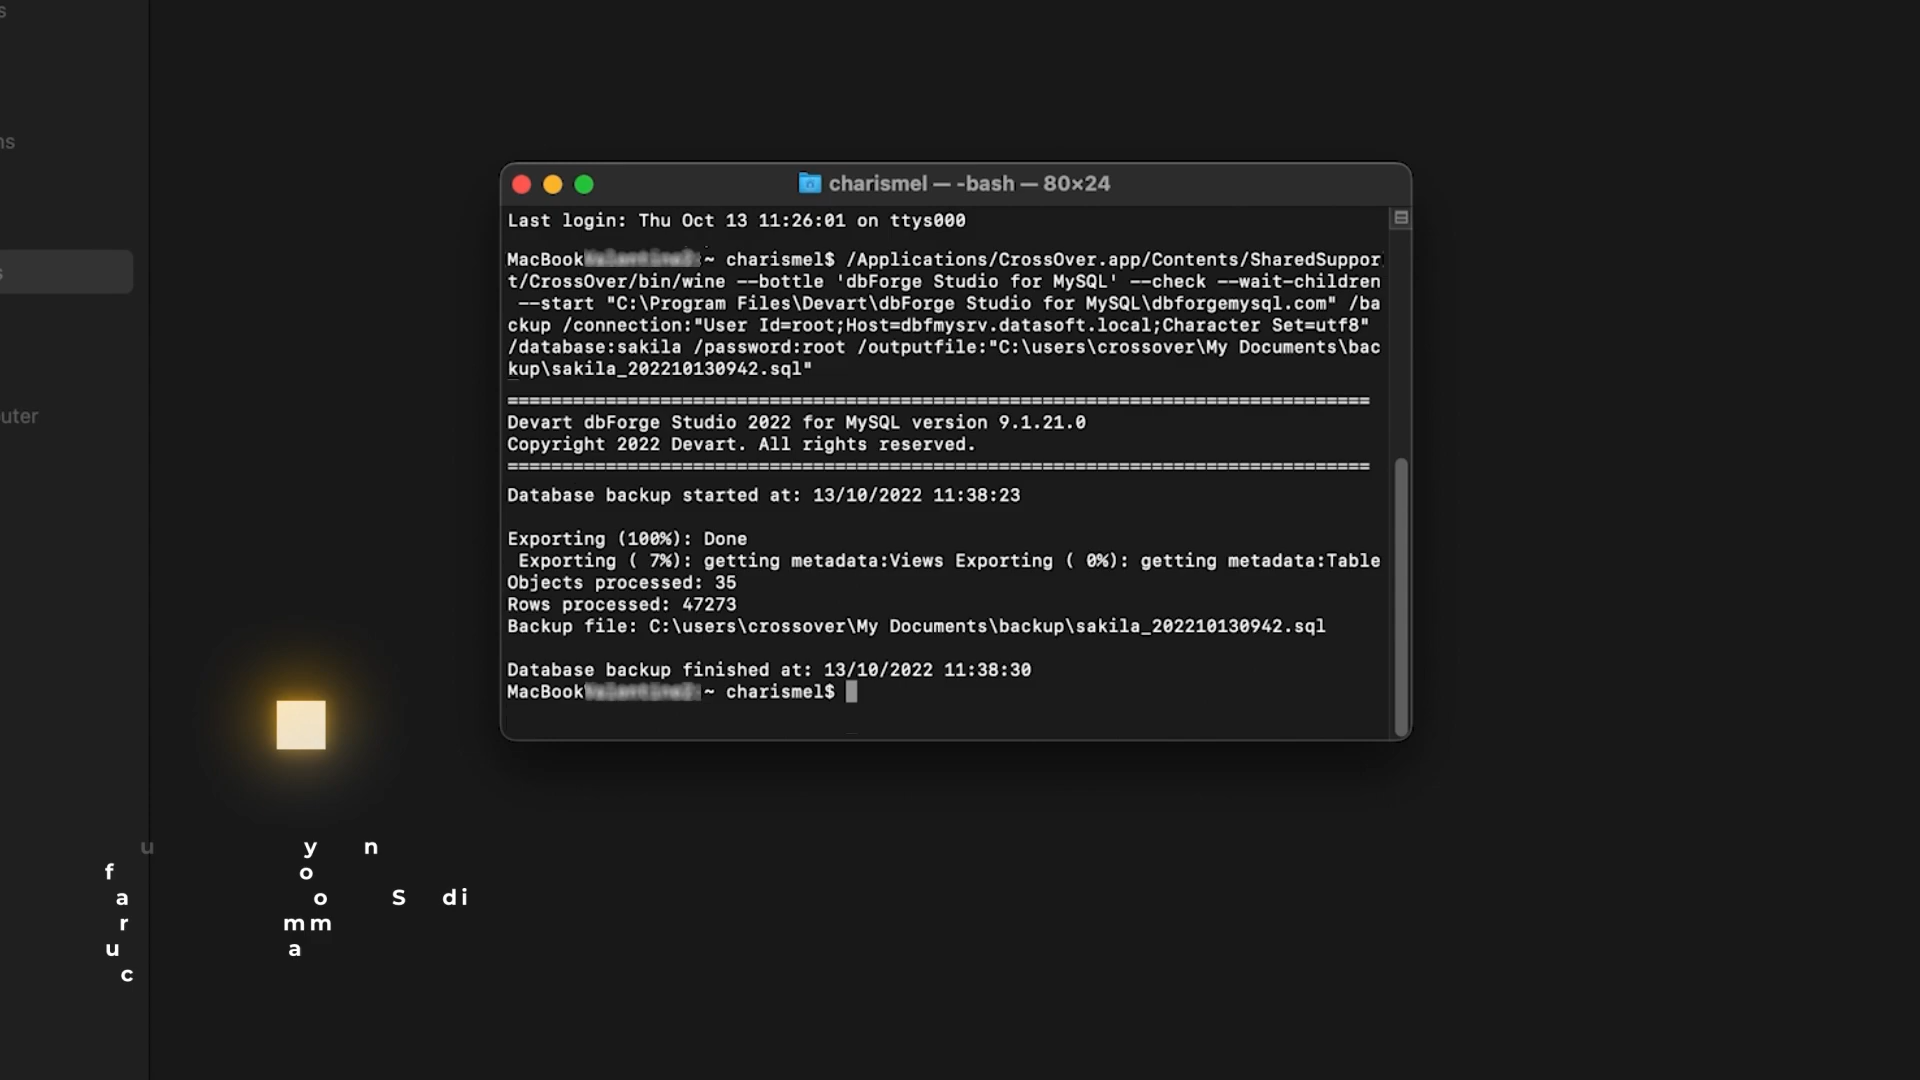 charismel — -bash — 80×24
Last login: Thu Oct 13 11:26:01 on ttys000
MacBook ~ charismel$ /Applications/CrossOver.app/Contents/SharedSuppor
t/CrossOver/bin/wine --bottle 'dbForge Studio for MySQL' --check --wait-children
--start "C:\Program Files\Devart\dbForge Studio for MySQL\dbforgemysql.com" /ba
ckup /connection:"User Id=root;Host=dbfmysrv.datasoft.local;Character Set=utf8"
/database:sakila /password:root /outputfile:"C:\users\crossover\My Documents\bac
kup\sakila_202210130942.sql"
===============================================================================
Devart dbForge Studio 2022 for MySQL version 9.1.21.0
Copyright 2022 Devart. All rights reserved.
===============================================================================
Database backup started at: 13/10/2022 11:38:23
Exporting (100%): Done
Exporting ( 7%): getting metadata:Views Exporting ( 0%): getting metadata:Table
Objects processed: 35
Rows processed: 47273
Backup file: C:\users\crossover\My Documents\backup\sakila_202210130942.sql
Database backup finished at: 13/10/2022 11:38:30
MacBook ~ charismel$
u y n
f o
a o S di
r mm
u a
c